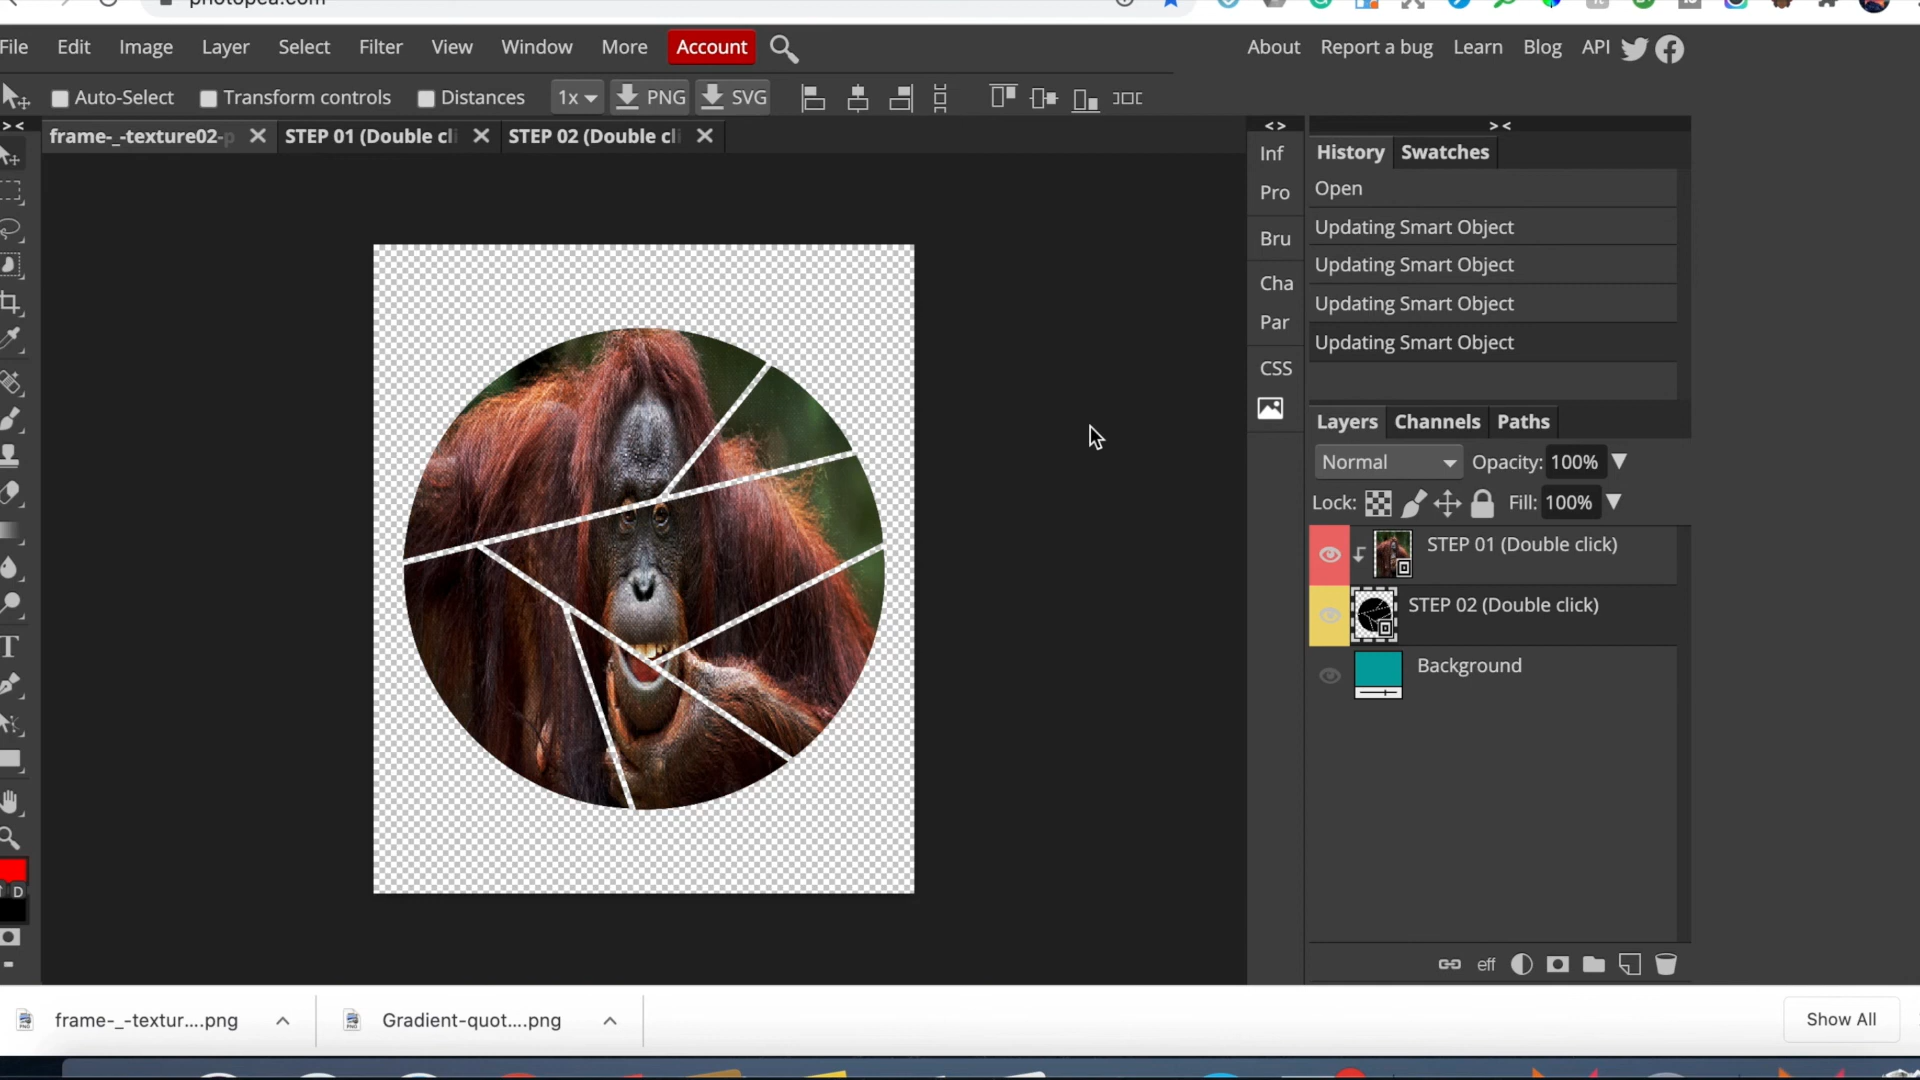 photopea.com
File Edit Image Layer Select Filter View Window More Account About Report a bug Learn Blog API
Auto-Select Transform controls Distances 1x PNG SVG
frame-_-texture02-p STEP 01 (Double cl STEP 02 (Double cl
> < < > > <
Inf
Pro
Bru
Cha
Par
CSS
History Swatches
Open
Updating Smart Object
Updating Smart Object
Updating Smart Object
Updating Smart Object
Layers Channels Paths
Normal Opacity: 100%
Lock: Fill: 100%
STEP 01 (Double click)
STEP 02 (Double click)
Background
D
eff
frame-_-textur....png Gradient-quot....png Show All